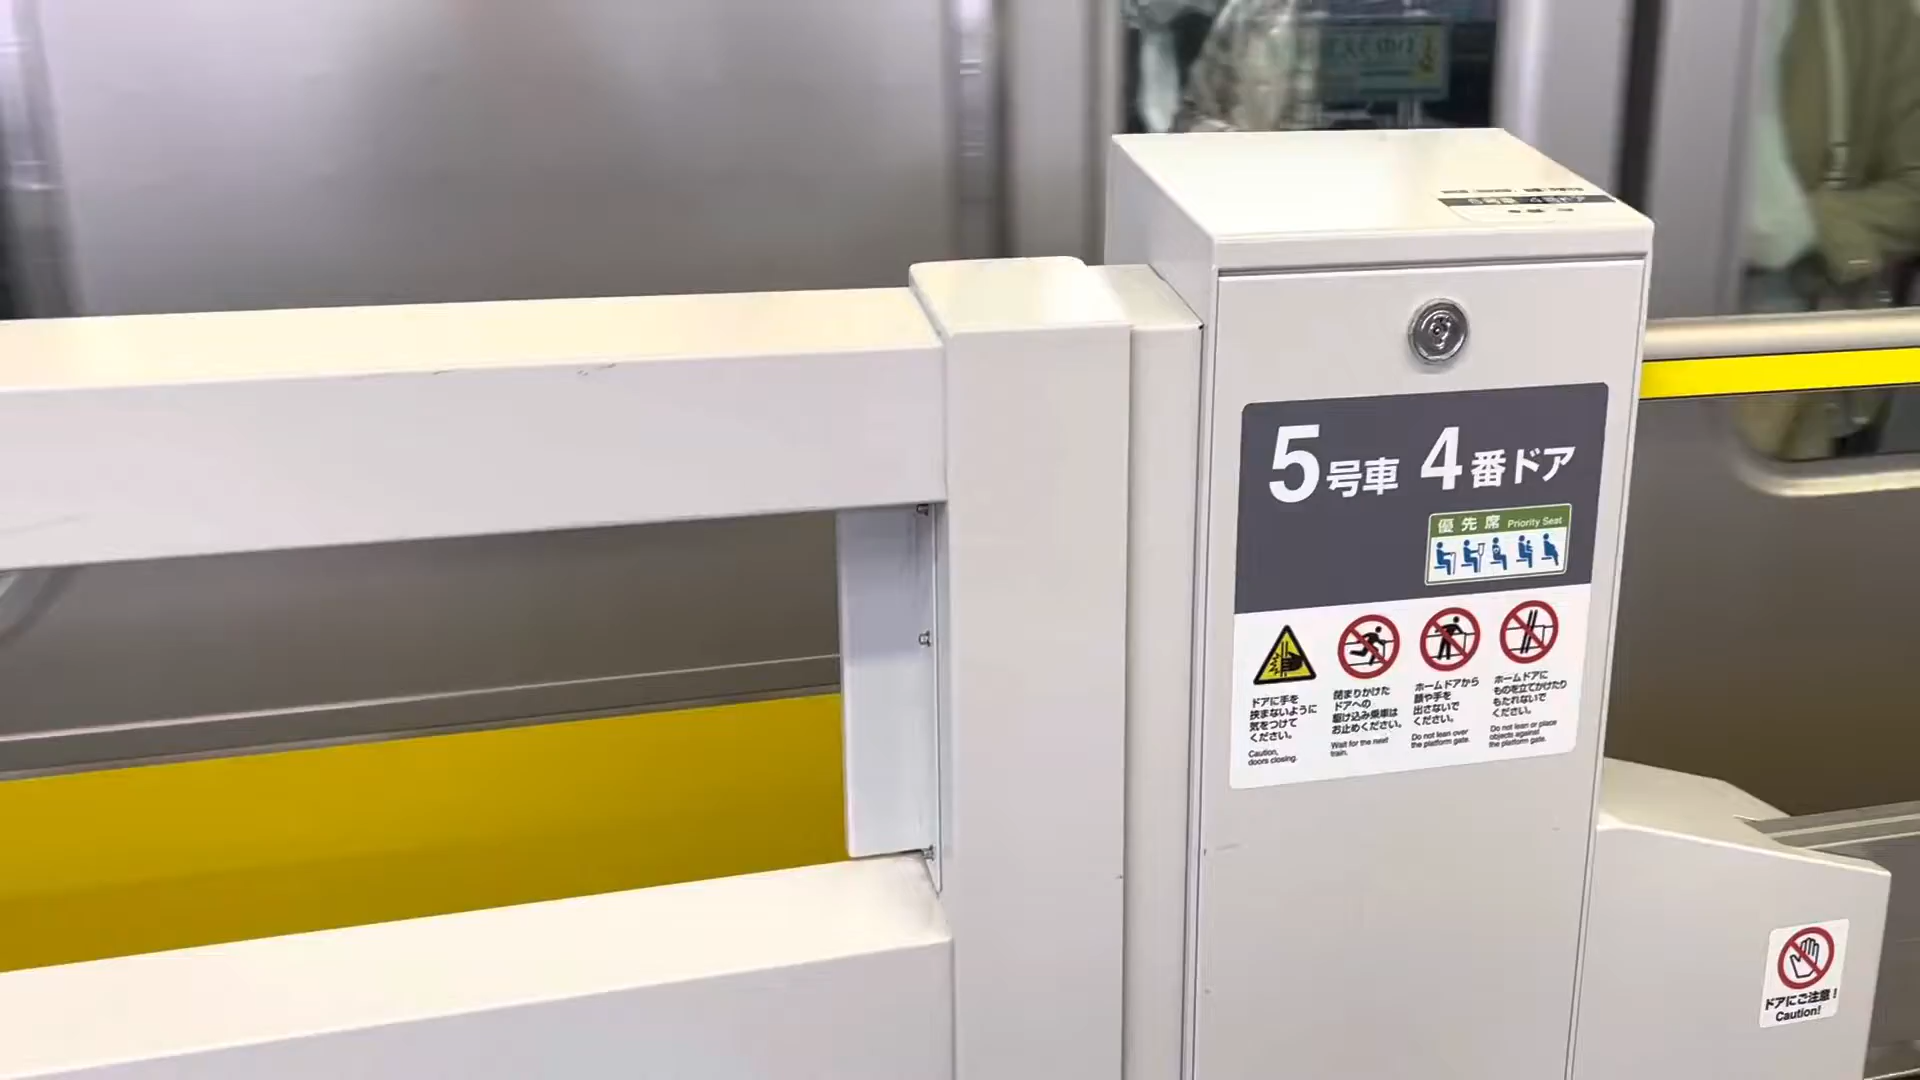 5号車 4番ドア
5号車 4番ドア
優先席 Priority Seat
ドアに手を
挟まないように
気をつけて
ください。
Caution,
doors closing.
閉まりかけた
ドアへの
駆け込み乗車は
お止めください。
Wait for the next
train.
ホームドアから
顔や手を
出さないで
ください。
Do not lean over
the platform gate.
ホームドアに
ものを立てかけたり
もたれないで
ください。
Do not lean or place
objects against
the platform gate.
ドアにご注意!
Caution!